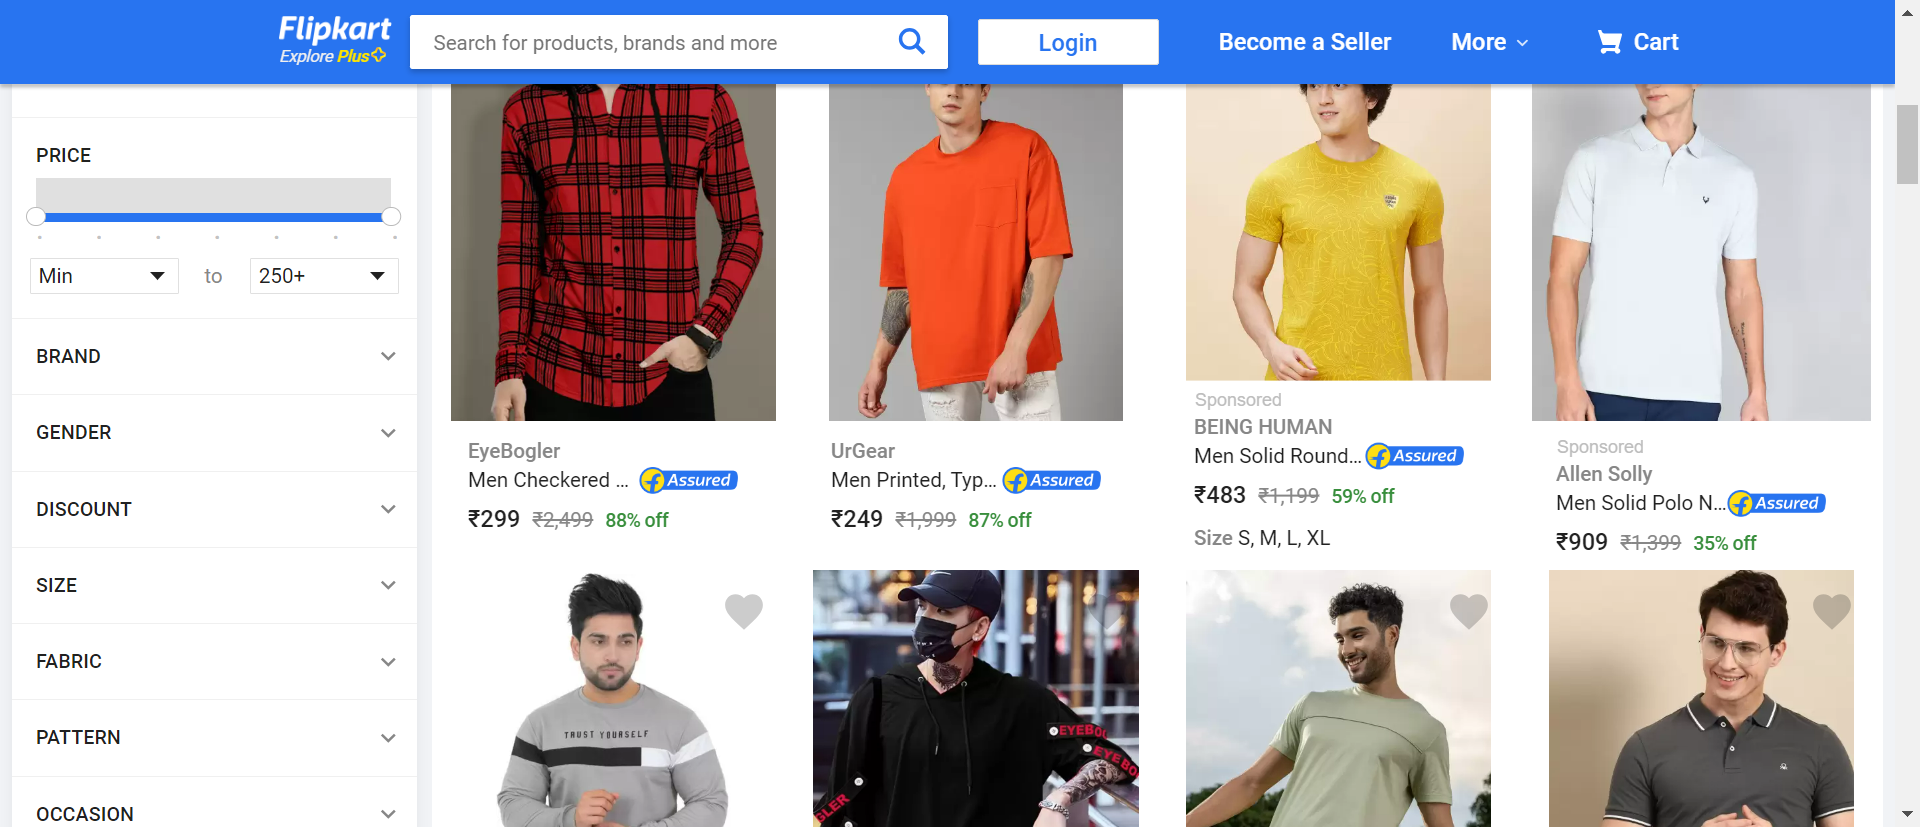 Flipkart
Explore Plus
Search for products, brands and more
Login
Become a Seller
More
Cart
PRICE
Min
to
250+
BRAND
GENDER
DISCOUNT
SIZE
FABRIC
PATTERN
OCCASION
EyeBogler
Men Checkered ...
Assured
₹299 ₹2,499 88% off
UrGear
Men Printed, Typ...
Assured
₹249 ₹1,999 87% off
Sponsored
BEING HUMAN
Men Solid Round...
Assured
₹483 ₹1,199 59% off
Size S, M, L, XL
Sponsored
Allen Solly
Men Solid Polo N...
Assured
₹909 ₹1,399 35% off
TRUST YOURSELF
EYEBOG
EYEBO
GLER